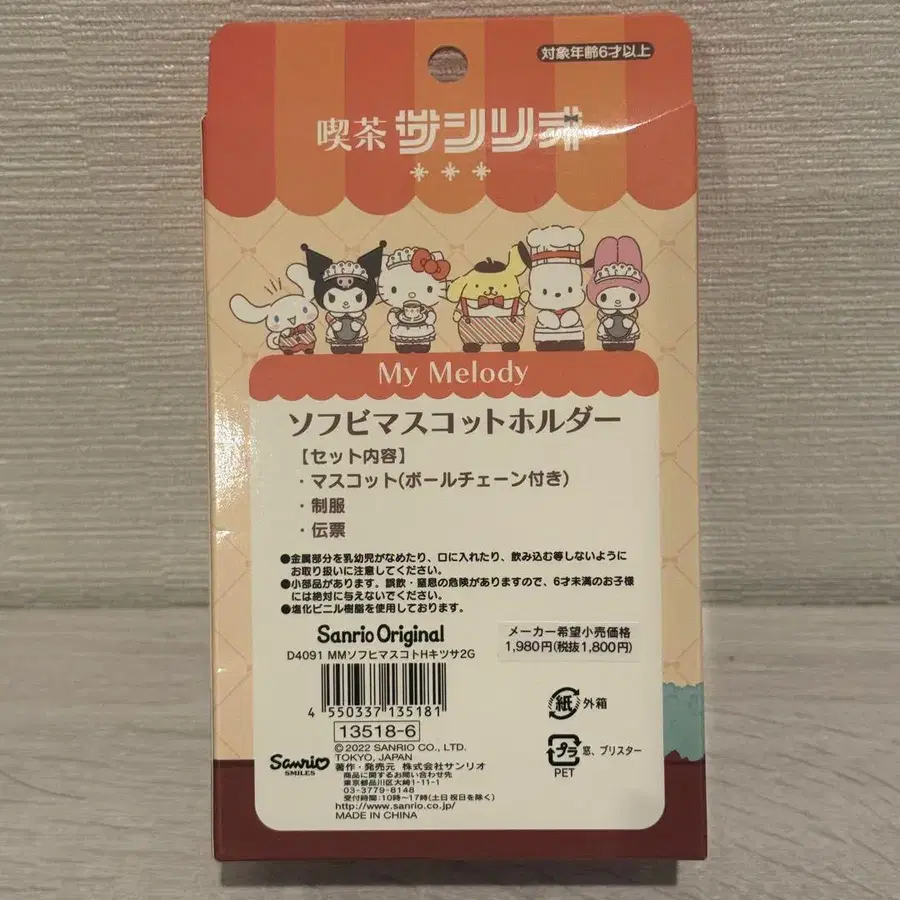 対象年齢6才以上
喫茶 サンリオ
My Melody
ソフビマスコットホルダー
【セット内容】
・マスコット(ボールチェーン付き)
・制服
・伝票
●金属部分を乳幼児がなめたり、口に入れたり、飲み込む等しないように
お取り扱いに注意してください。
●小部品があります。誤飲・窒息の危険がありますので、6才未満のお子様
には絶対に与えないでください。
●塩化ビニル樹脂を使用しております。
Sanrio Original
D4091 MMソフヒマスコトHキツサ2G
メーカー希望小売価格
1,980円(税抜1,800円)
4 550337 135181
13518-6
紙 外箱
プラ 窓、ブリスター
PET
Sanrio
SMILES
©2022 SANRIO CO., LTD.
TOKYO, JAPAN
著作・発売元 株式会社サンリオ
商品に関するお問い合わせ先
東京都品川区大崎1-11-1
03-3779-8148
受付時間:10時~17時(土日祝日を除く)
http://www.sanrio.co.jp/
MADE IN CHINA